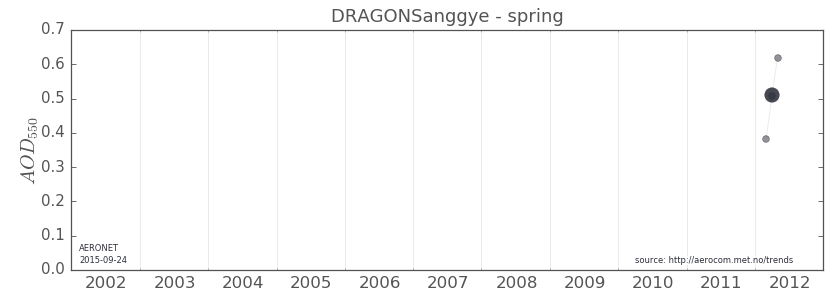 DRAGONSanggye - spring
0.7
0.6
0.5
0.4
0.3
0.2
0.1
0.0
AOD550
AERONET
2015-09-24
source: http://aerocom.met.no/trends
2002 2003 2004 2005 2006 2007 2008 2009 2010 2011 2012